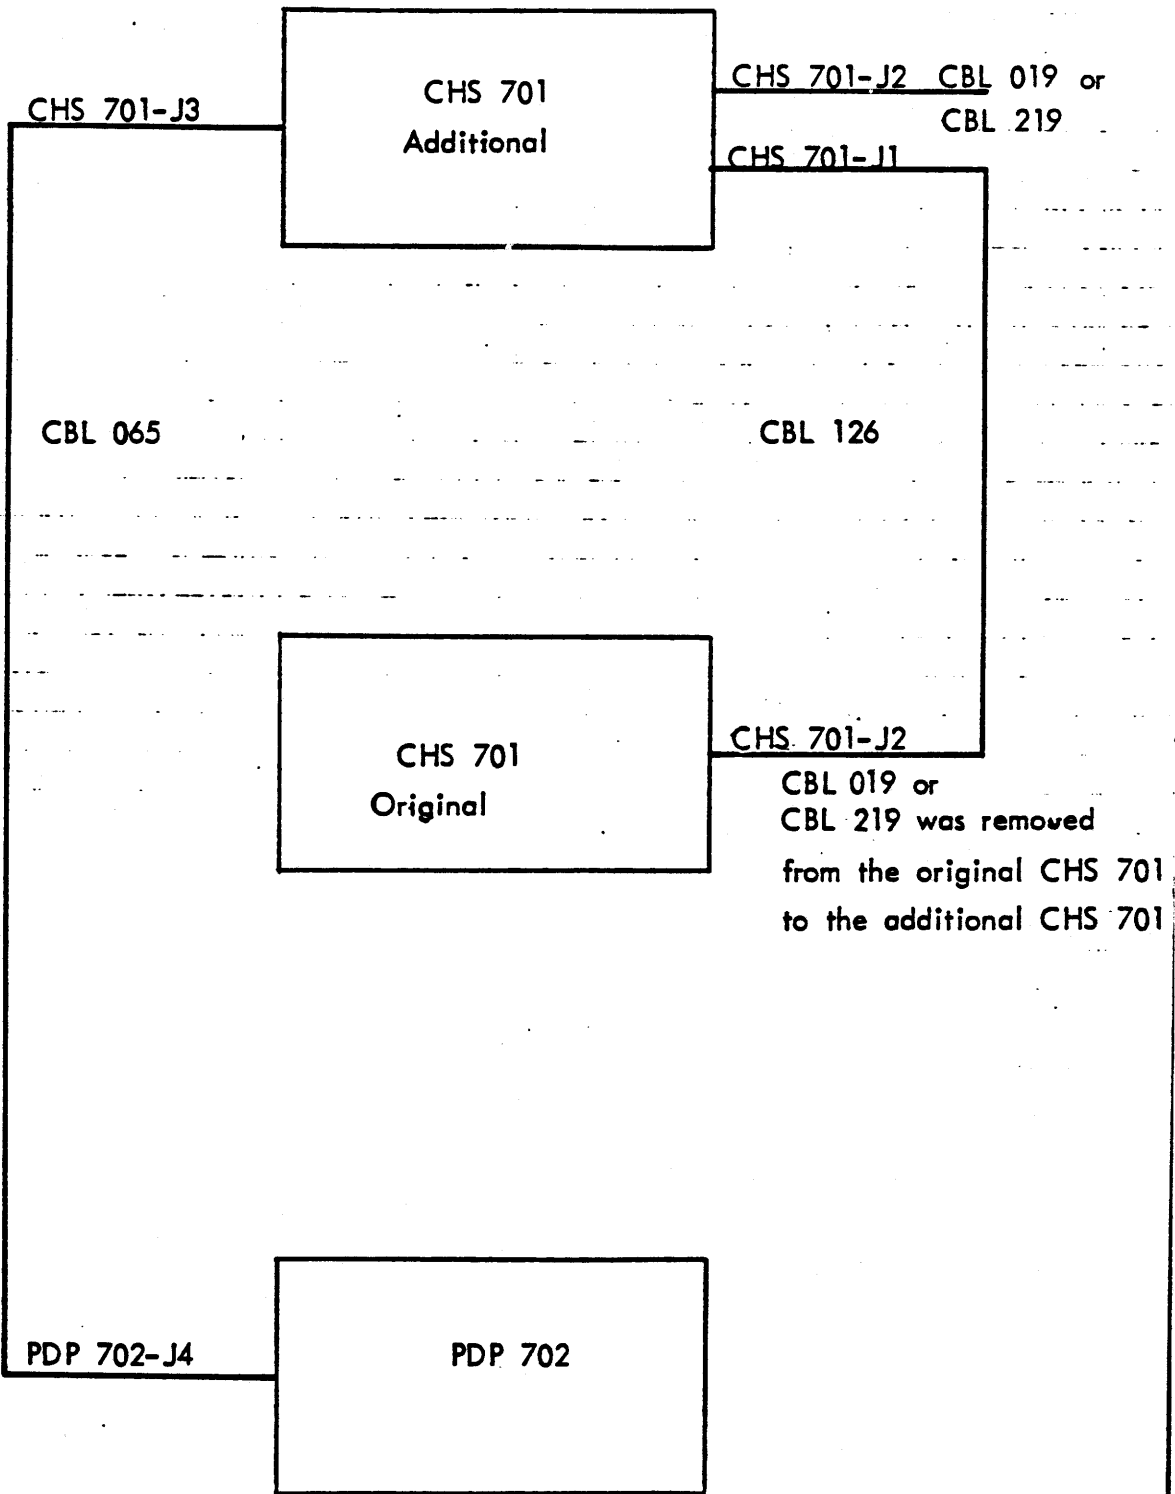 CHS 701-J3
CHS 701
Additional
CHS 701-J2 CBL 019 or
CBL 219
CHS 701-J1
CBL 065
CBL 126
CHS 701
Original
CHS 701-J2
CBL 019 or
CBL 219 was removed
from the original CHS 701
to the additional CHS 701
PDP 702-J4
PDP 702